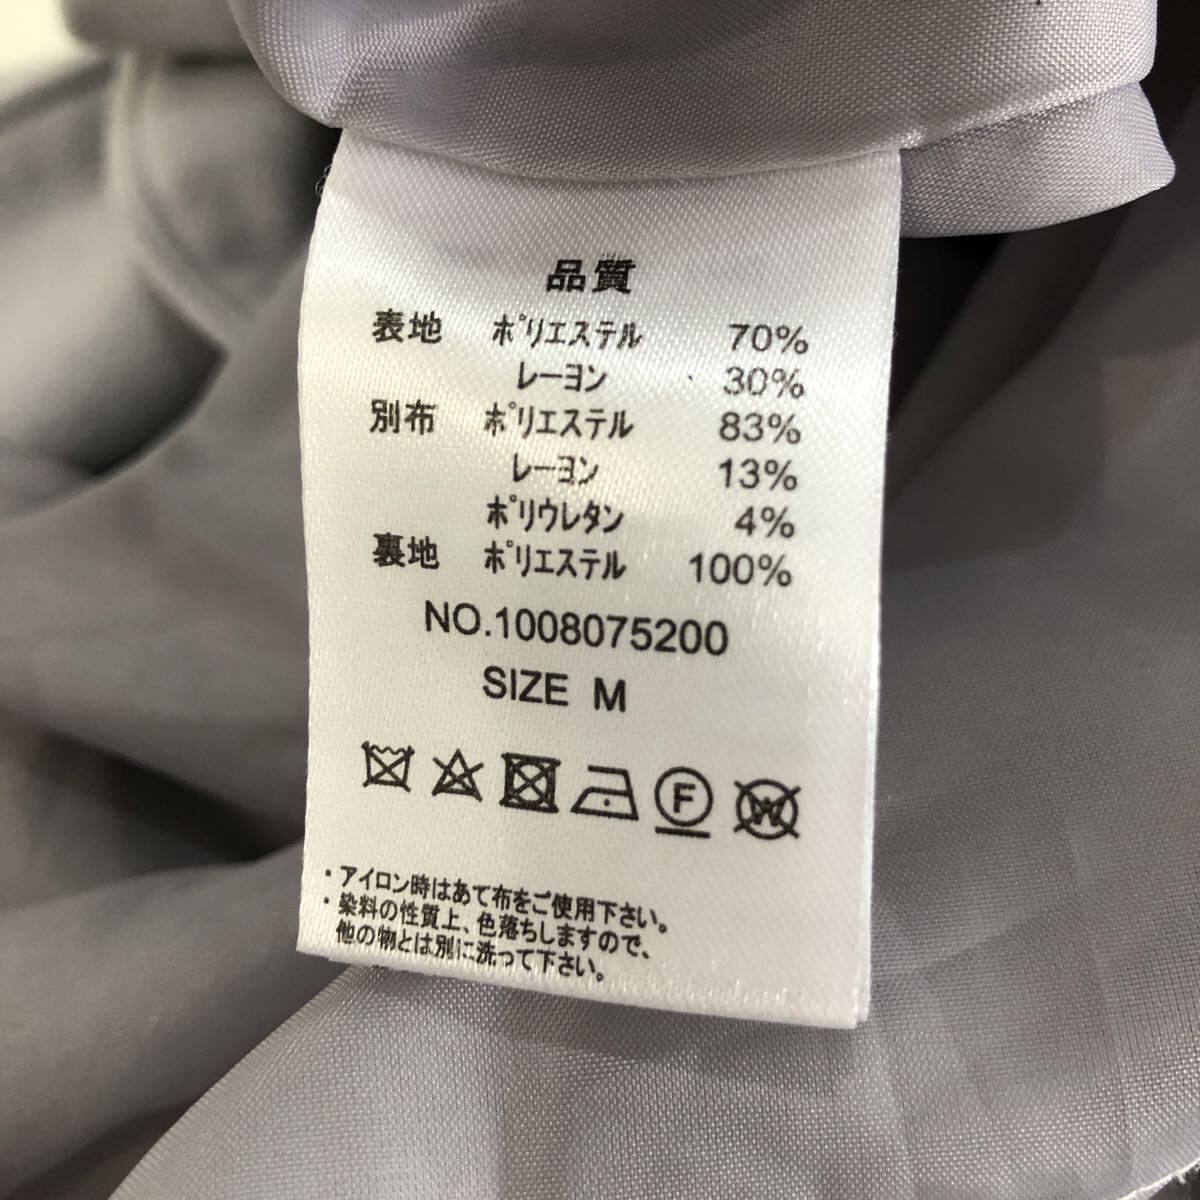 品質
表地 ポリエステル 70%
レーヨン 30%
別布 ポリエステル 83%
レーヨン 13%
ポリウレタン 4%
裏地 ポリエステル 100%
NO.1008075200
SIZE M
F W
・アイロン時はあて布をご使用下さい。
・染料の性質上、色落ちしますので、
他の物とは別に洗って下さい。